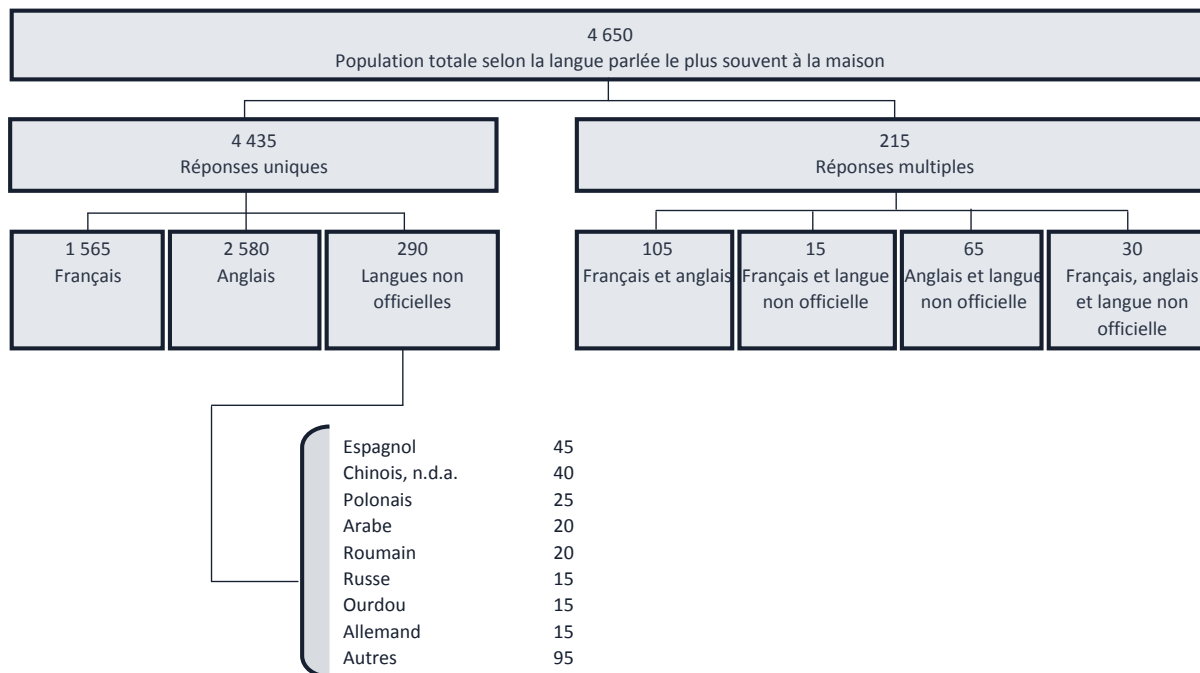 4 650
Population totale selon la langue parlée le plus souvent à la maison
4 435
Réponses uniques
215
Réponses multiples
1 565
Français
2 580
Anglais
290
Langues non
officielles
105
Français et anglais
15
Français et langue
non officielle
65
Anglais et langue
non officielle
30
Français, anglais
et langue non
officielle
Espagnol 45
Chinois, n.d.a. 40
Polonais 25
Arabe 20
Roumain 20
Russe 15
Ourdou 15
Allemand 15
Autres 95